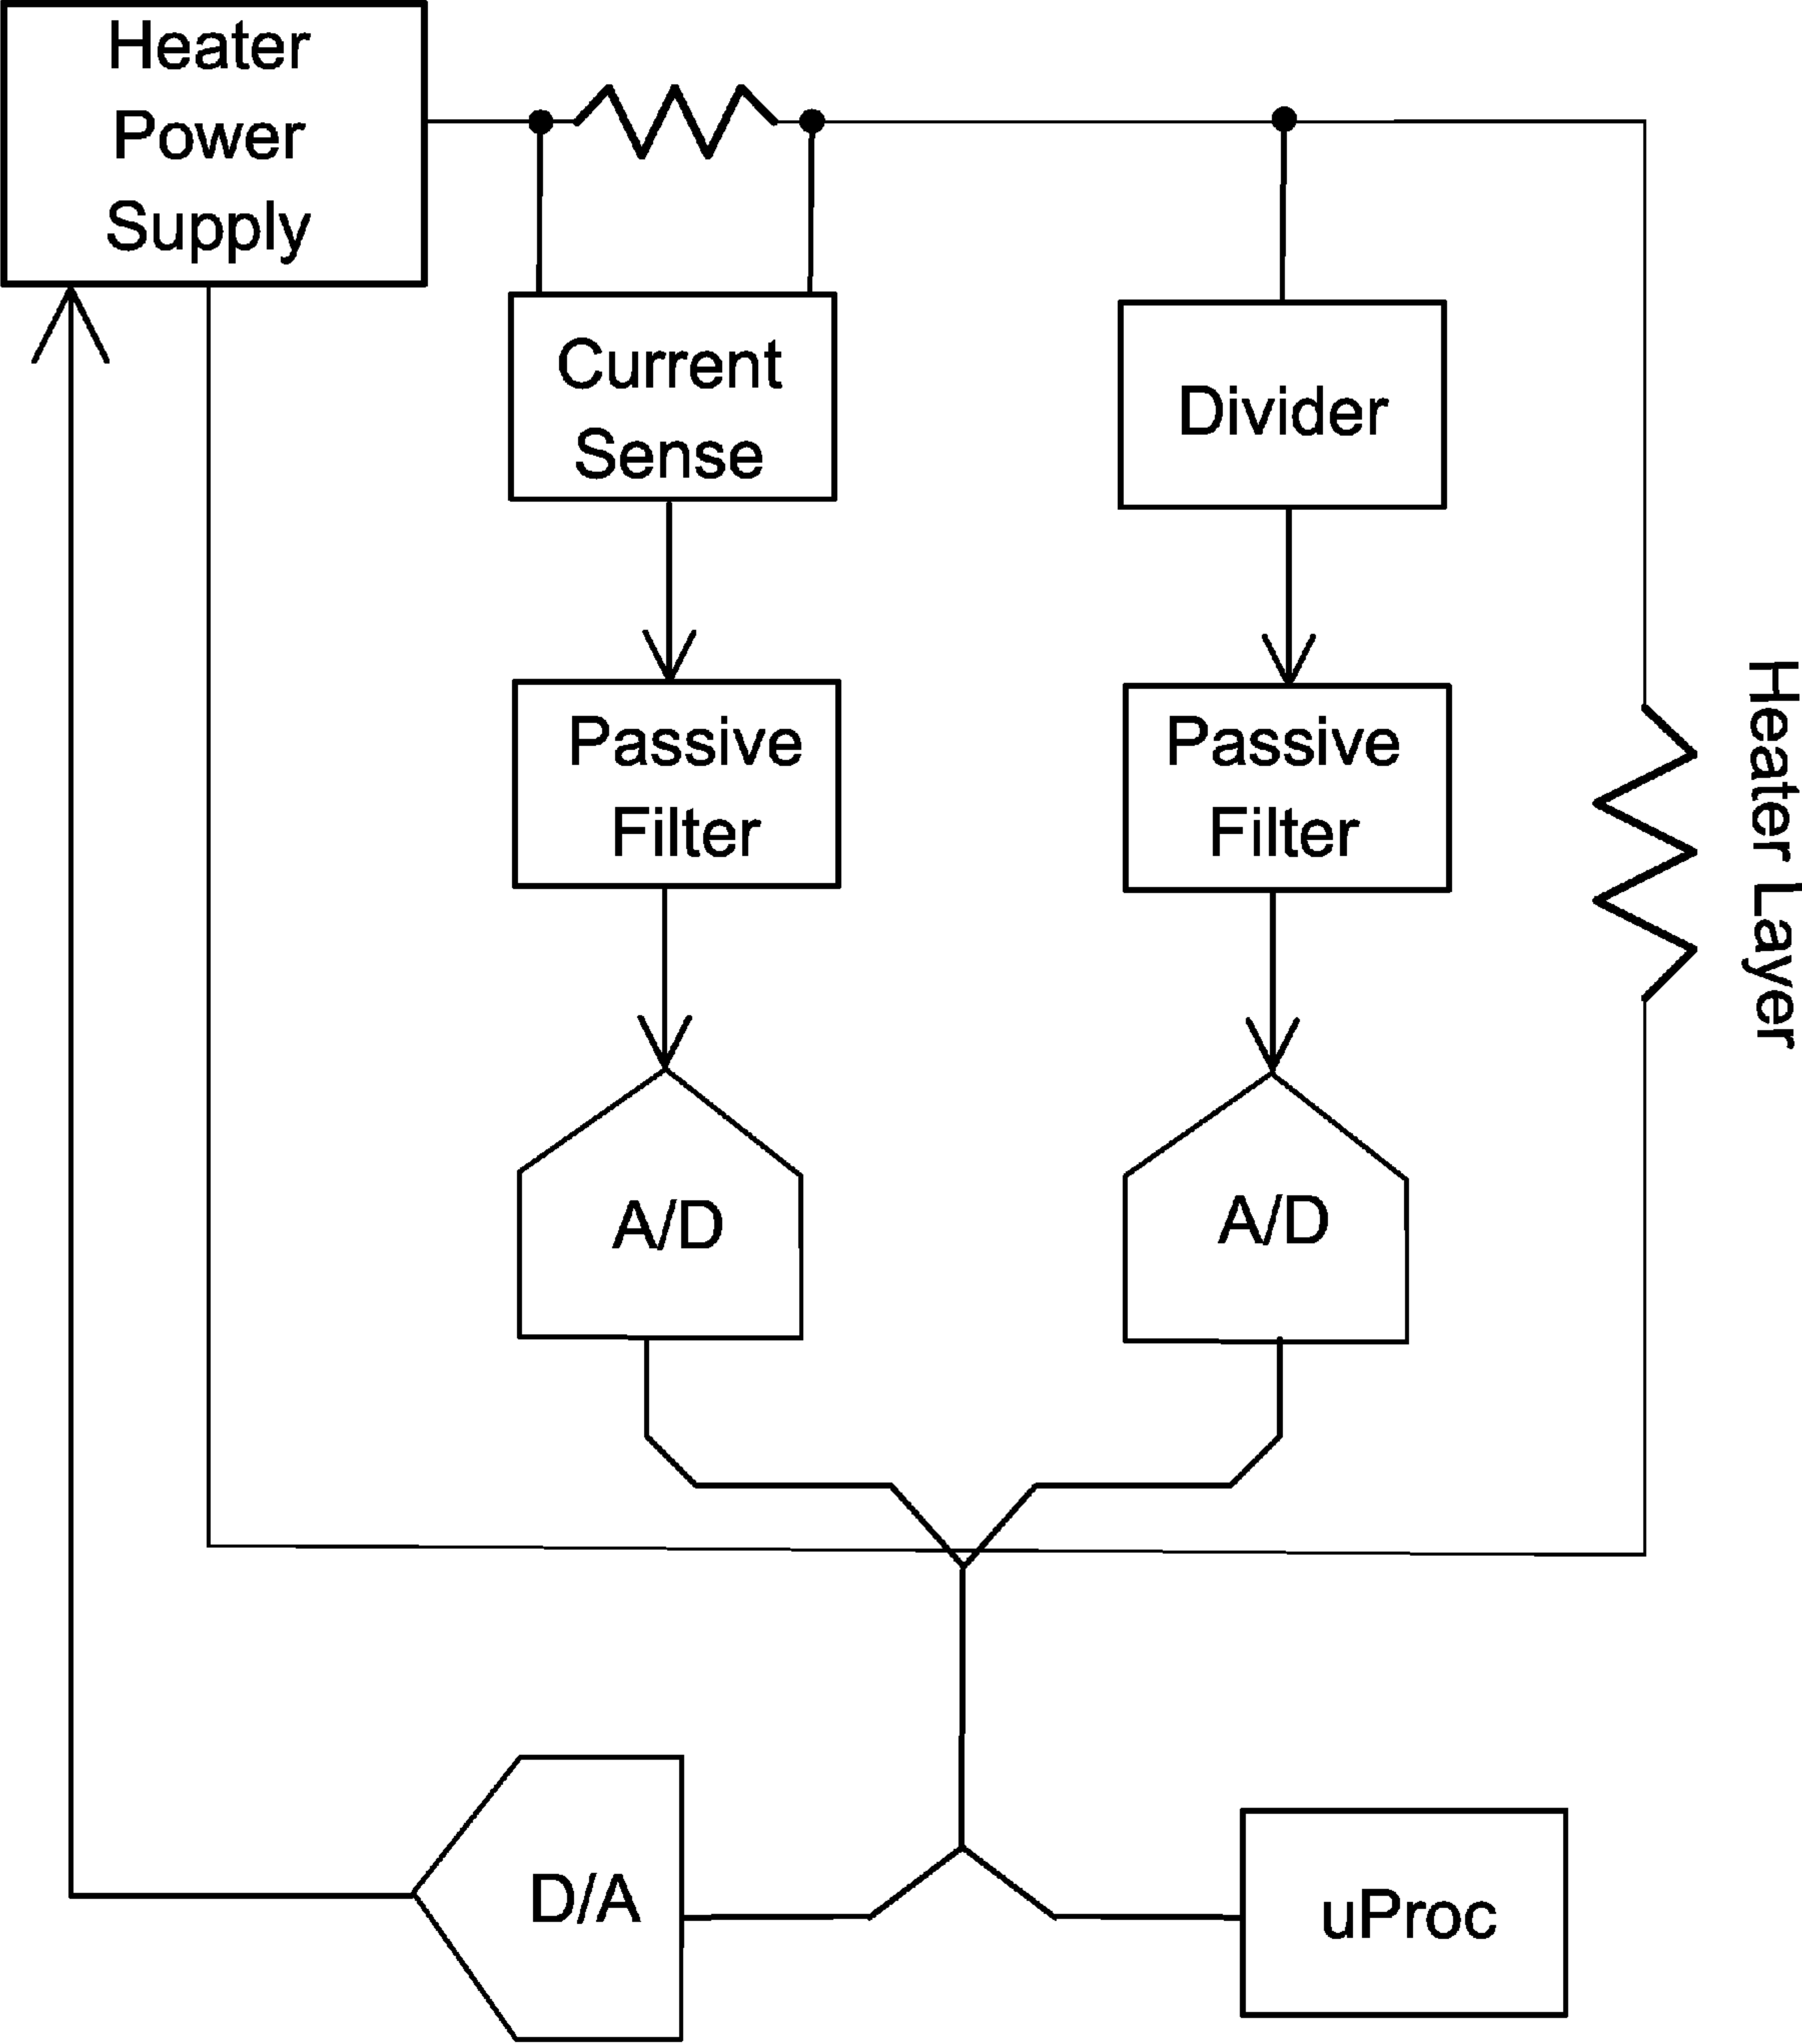 Heater
Power
Supply
Current
Sense
Divider
Passive
Filter
Passive
Filter
Heater Layer
A/D
A/D
D/A
uProc